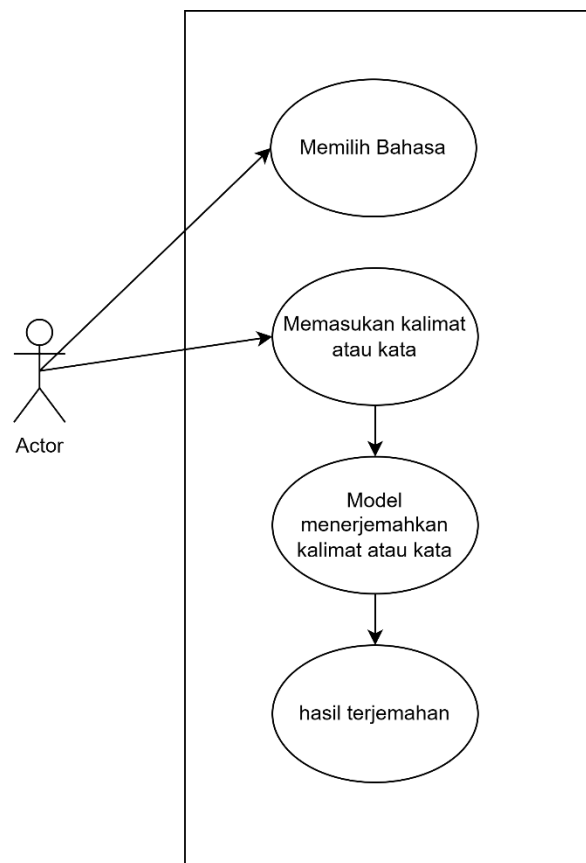 Memilih Bahasa
Memasukan kalimat
atau kata
Actor
Model
menerjemahkan
kalimat atau kata
hasil terjemahan